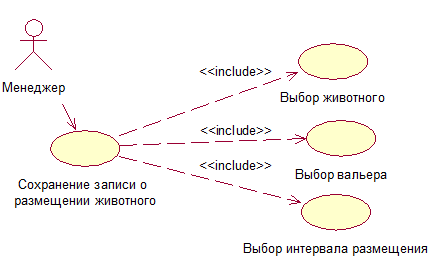 Менеджер
<<include>>
Выбор животного
<<include>>
Выбор вальера
<<include>>
Сохранение записи о
размещении животного
Выбор интервала размещения